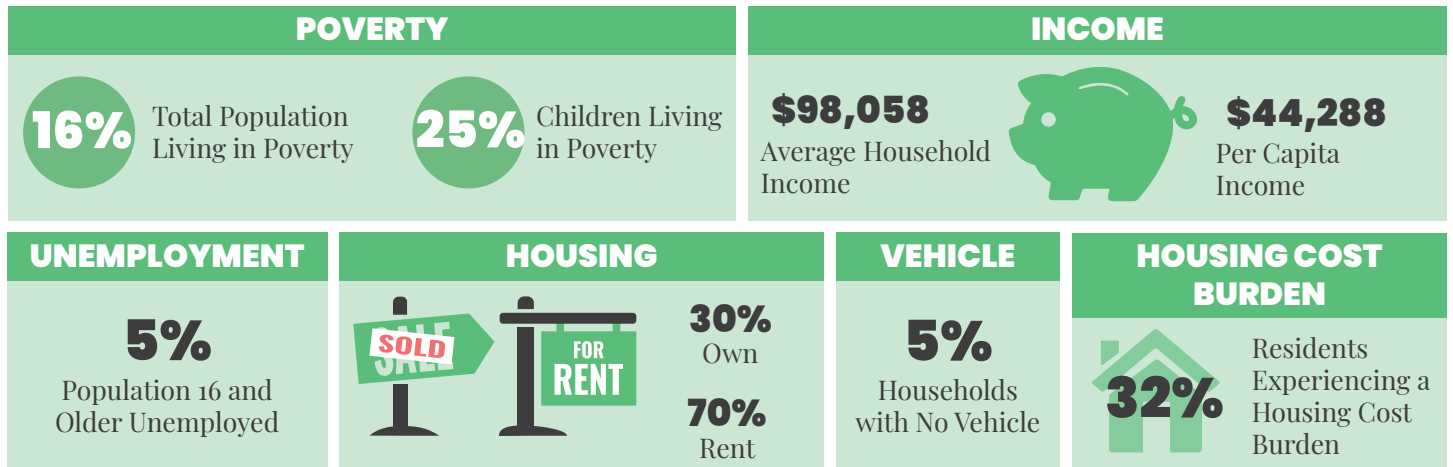 POVERTY
16%
Total Population
Living in Poverty
25%
Children Living
in Poverty
INCOME
$98,058
Average Household
Income
$44,288
Per Capita
Income
UNEMPLOYMENT
5%
Population 16 and
Older Unemployed
HOUSING
SALE
SOLD
FOR
RENT
30%
Own
70%
Rent
VEHICLE
5%
Households
with No Vehicle
HOUSING COST
BURDEN
32%
Residents
Experiencing a
Housing Cost
Burden